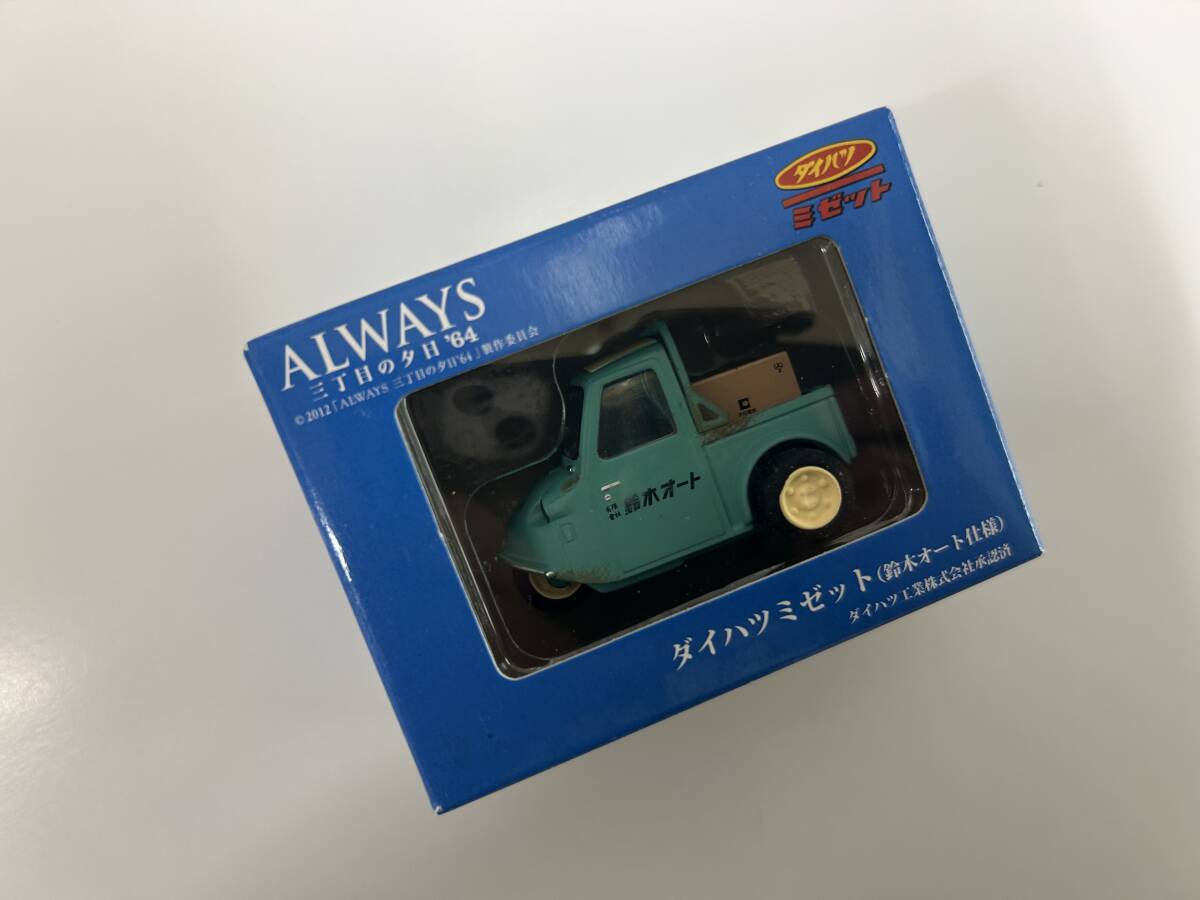 ダイハツ
ミゼット
ALWAYS
三丁目の夕日'64
©2012「ALWAYS 三丁目の夕日'64」製作委員会
有限
會社
鈴木オート
ダイハツミゼット(鈴木オート仕様)
ダイハツ工業株式会社承認済